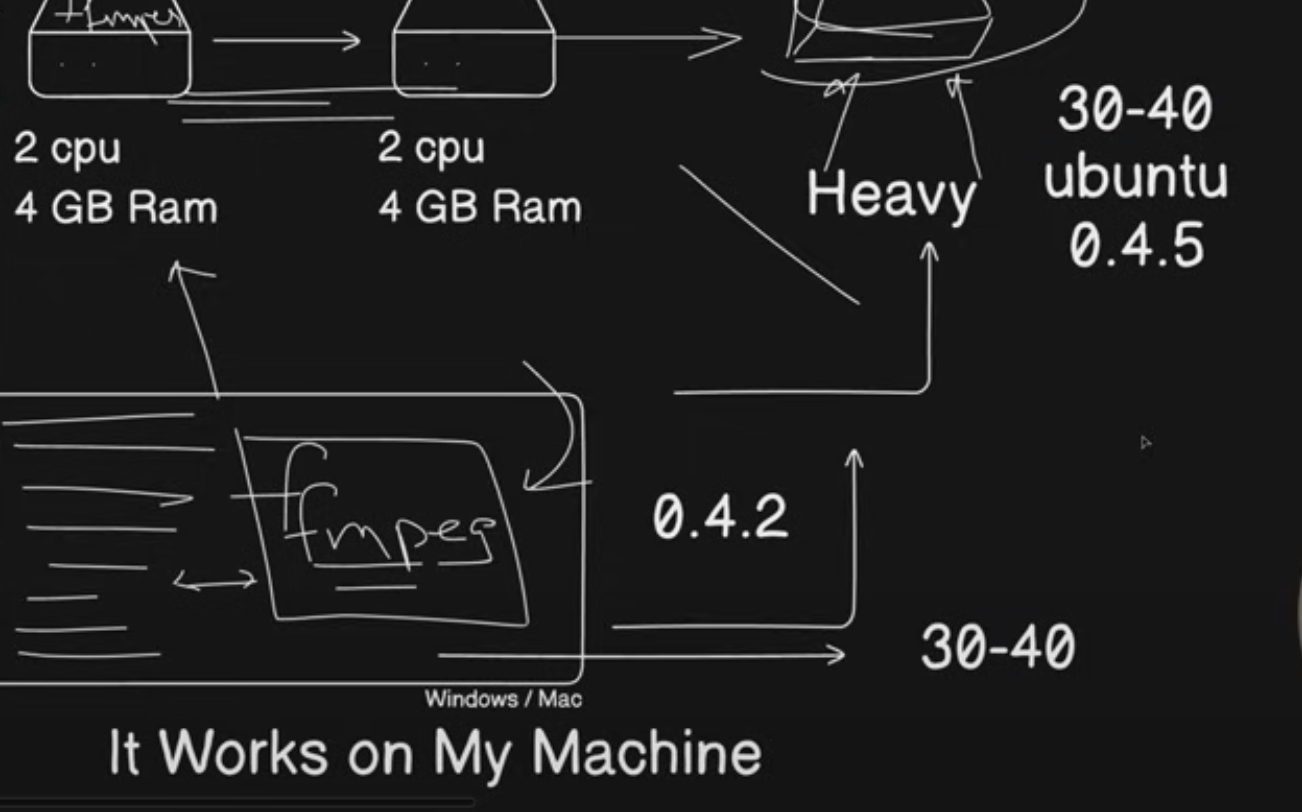 ffmpeg
2 cpu
4 GB Ram
2 cpu
4 GB Ram
Heavy
30-40
ubuntu
0.4.5
ffmpeg
0.4.2
30-40
Windows / Mac
It Works on My Machine